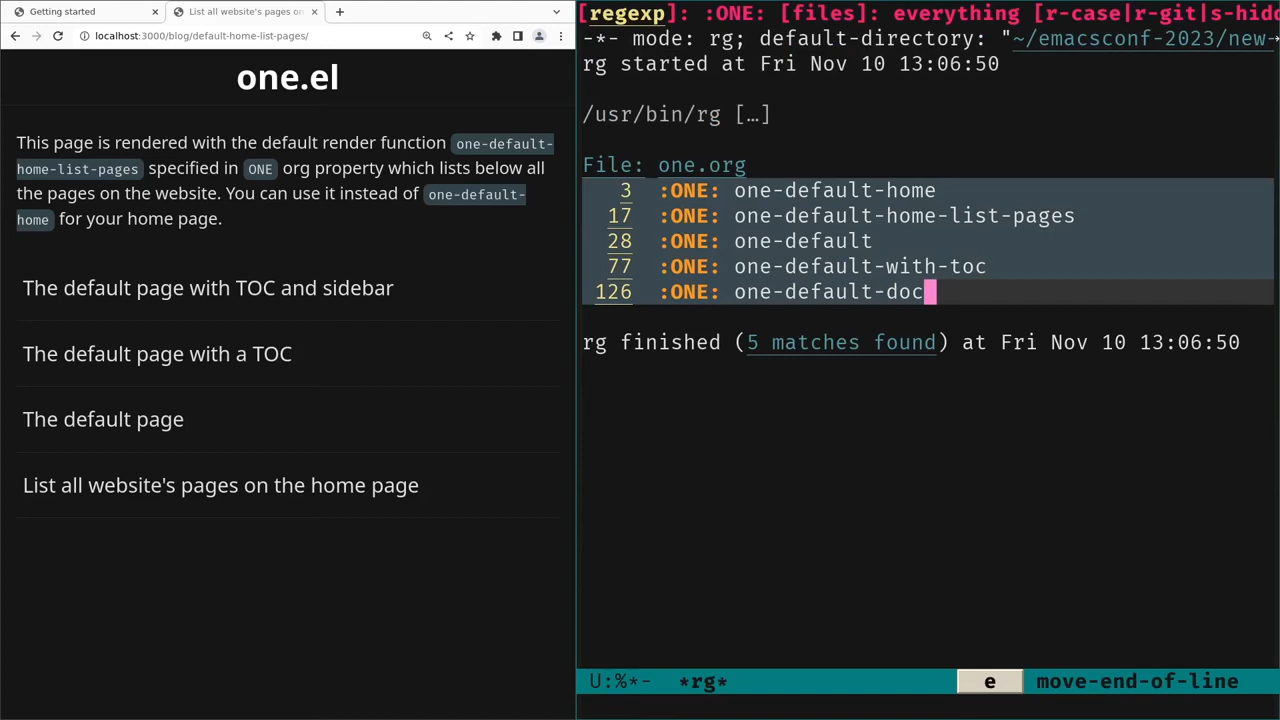 Getting started
List all website's pages on
localhost:3000/blog/default-home-list-pages/
one.el
This page is rendered with the default render function one-default-
home-list-pages specified in ONE org property which lists below all
the pages on the website. You can use it instead of one-default-
home for your home page.
The default page with TOC and sidebar
The default page with a TOC
The default page
List all website's pages on the home page
[regexp]: :ONE: [files]: everything [r-case|r-git|s-hidd
-*- mode: rg; default-directory: "~/emacsconf-2023/new-
rg started at Fri Nov 10 13:06:50
/usr/bin/rg […]
File: one.org
3 :ONE: one-default-home
17 :ONE: one-default-home-list-pages
28 :ONE: one-default
77 :ONE: one-default-with-toc
126 :ONE: one-default-doc
rg finished (5 matches found) at Fri Nov 10 13:06:50
U:%*- *rg* e move-end-of-line